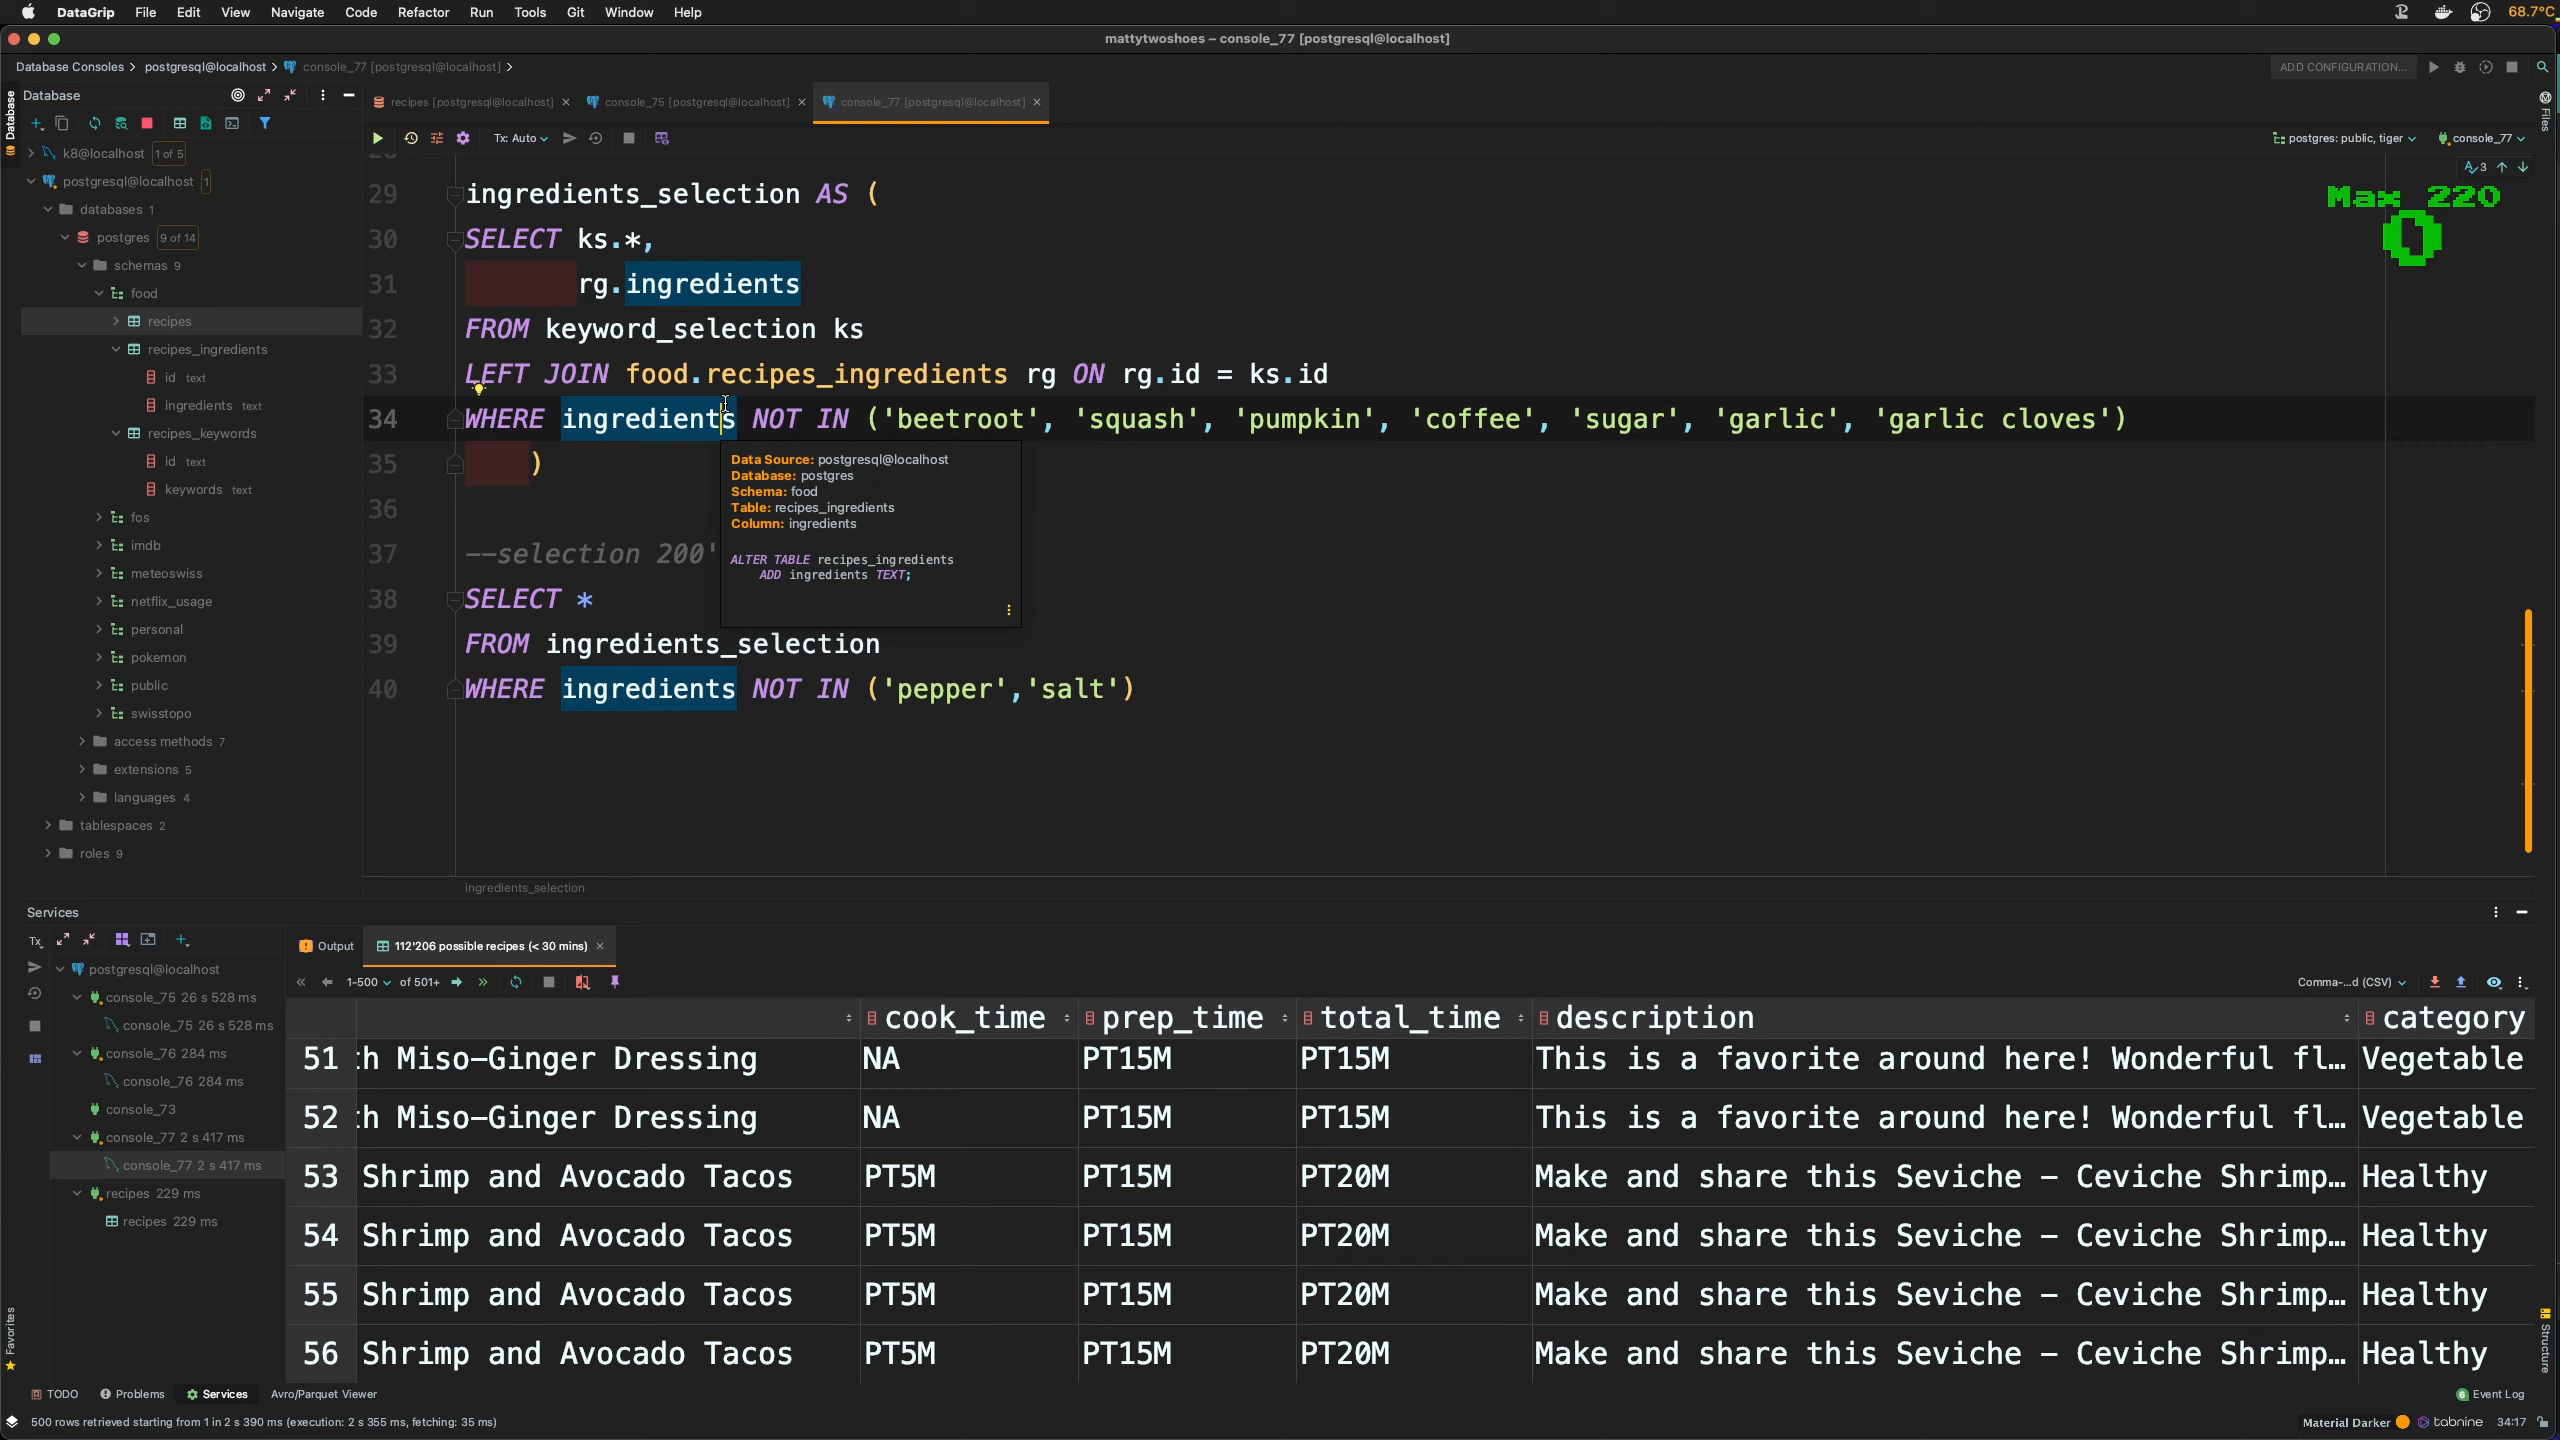 DataGrip File Edit View Navigate Code Refactor Run Tools Git Window Help
68.7°C
mattytwoshoes – console_77 [postgresql@localhost]
Database Consoles › postgresql@localhost › console_77 [postgresql@localhost] ›
ADD CONFIGURATION...
Database
Database
recipes [postgresql@localhost]
console_75 [postgresql@localhost]
console_77 [postgresql@localhost]
Files
Tx: Auto
postgres: public, tiger
console_77
3
Max 220
0
k8@localhost 1 of 5
postgresql@localhost 1
databases 1
postgres 9 of 14
schemas 9
food
recipes
recipes_ingredients
id text
ingredients text
recipes_keywords
id text
keywords text
fos
imdb
meteoswiss
netflix_usage
personal
pokemon
public
swisstopo
access methods 7
extensions 5
languages 4
tablespaces 2
roles 9
29 ingredients_selection AS (
30 SELECT ks.*,
31 rg.ingredients
32 FROM keyword_selection ks
33 LEFT JOIN food.recipes_ingredients rg ON rg.id = ks.id
34 WHERE ingredients NOT IN ('beetroot', 'squash', 'pumpkin', 'coffee', 'sugar', 'garlic', 'garlic cloves')
35 )
36
37 --selection 200'
38 SELECT *
39 FROM ingredients_selection
40 WHERE ingredients NOT IN ('pepper','salt')
Data Source: postgresql@localhost
Database: postgres
Schema: food
Table: recipes_ingredients
Column: ingredients
ALTER TABLE recipes_ingredients
ADD ingredients TEXT;
ingredients_selection
Services
Tx
postgresql@localhost
console_75 26 s 528 ms
console_75 26 s 528 ms
console_76 284 ms
console_76 284 ms
console_73
console_77 2 s 417 ms
console_77 2 s 417 ms
recipes 229 ms
recipes 229 ms
Output
112'206 possible recipes (< 30 mins)
1-500 of 501+
Comma-...d (CSV)
cook_time prep_time total_time description category
51 th Miso-Ginger Dressing NA PT15M PT15M This is a favorite around here! Wonderful fl… Vegetable
52 th Miso-Ginger Dressing NA PT15M PT15M This is a favorite around here! Wonderful fl… Vegetable
53 Shrimp and Avocado Tacos PT5M PT15M PT20M Make and share this Seviche - Ceviche Shrimp… Healthy
54 Shrimp and Avocado Tacos PT5M PT15M PT20M Make and share this Seviche - Ceviche Shrimp… Healthy
55 Shrimp and Avocado Tacos PT5M PT15M PT20M Make and share this Seviche - Ceviche Shrimp… Healthy
56 Shrimp and Avocado Tacos PT5M PT15M PT20M Make and share this Seviche - Ceviche Shrimp… Healthy
Favorites
Structure
TODO Problems Services Avro/Parquet Viewer
6 Event Log
500 rows retrieved starting from 1 in 2 s 390 ms (execution: 2 s 355 ms, fetching: 35 ms)
Material Darker tabnine 34:17